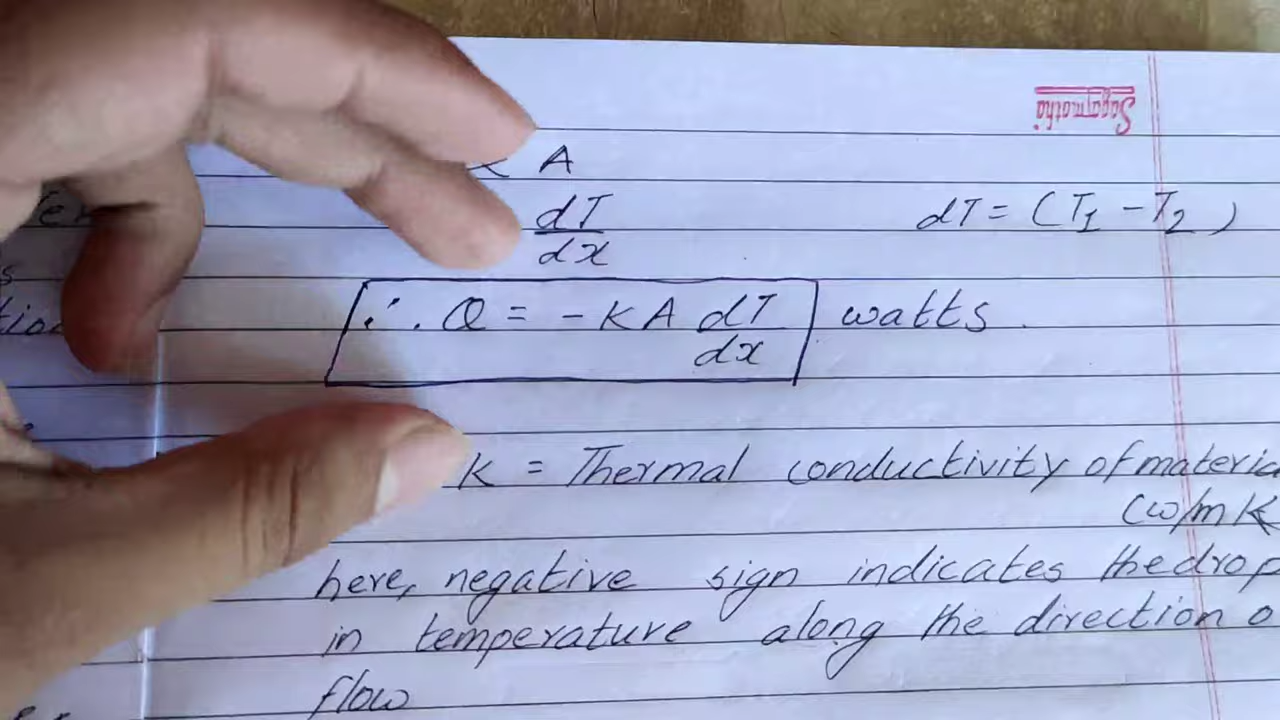 Sagarmatha
∝ A
dT
dx
dT = (T1 - T2)
∴ Q = -KA dT watts.
dx
K = Thermal conductivity of materia
(w/mK
here, negative sign indicates the drop
in temperature along the direction o
flow